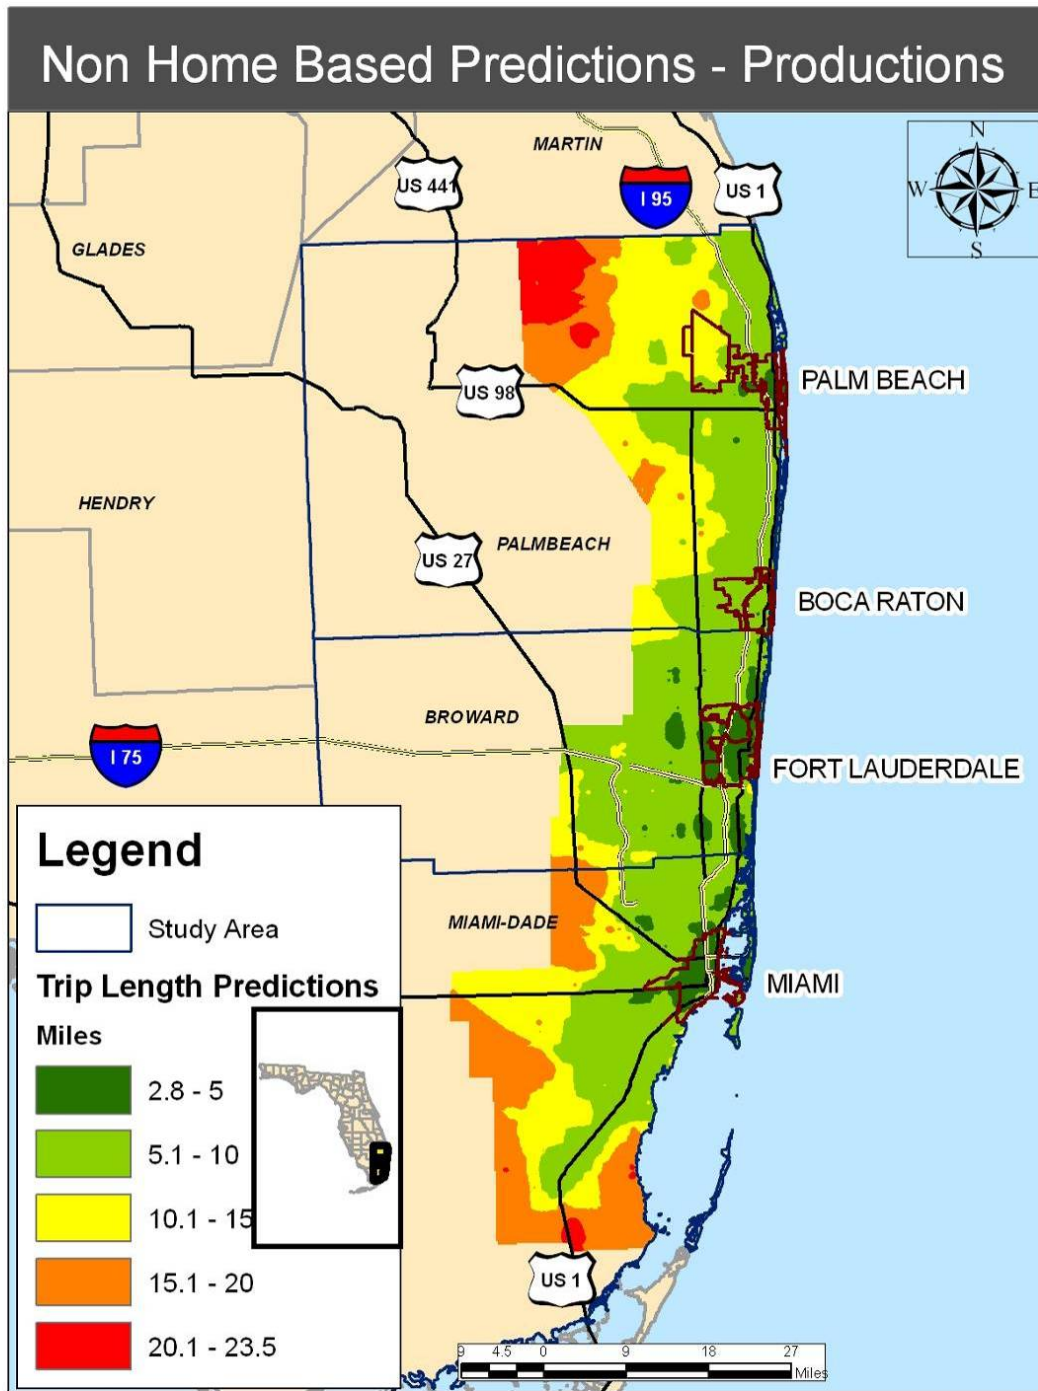 Non Home Based Predictions - Productions
MARTIN
N
US 441
I 95
US 1
W
E
GLADES
S
PALM BEACH
US 98
HENDRY
PALMBEACH
US 27
BOCA RATON
BROWARD
I 75
FORT LAUDERDALE
Legend
Study Area
MIAMI-DADE
Trip Length Predictions
MIAMI
Miles
2.8 - 5
5.1 - 10
10.1 - 15
15.1 - 20
US 1
20.1 - 23.5
9 4.5 0 9 18 27
Miles